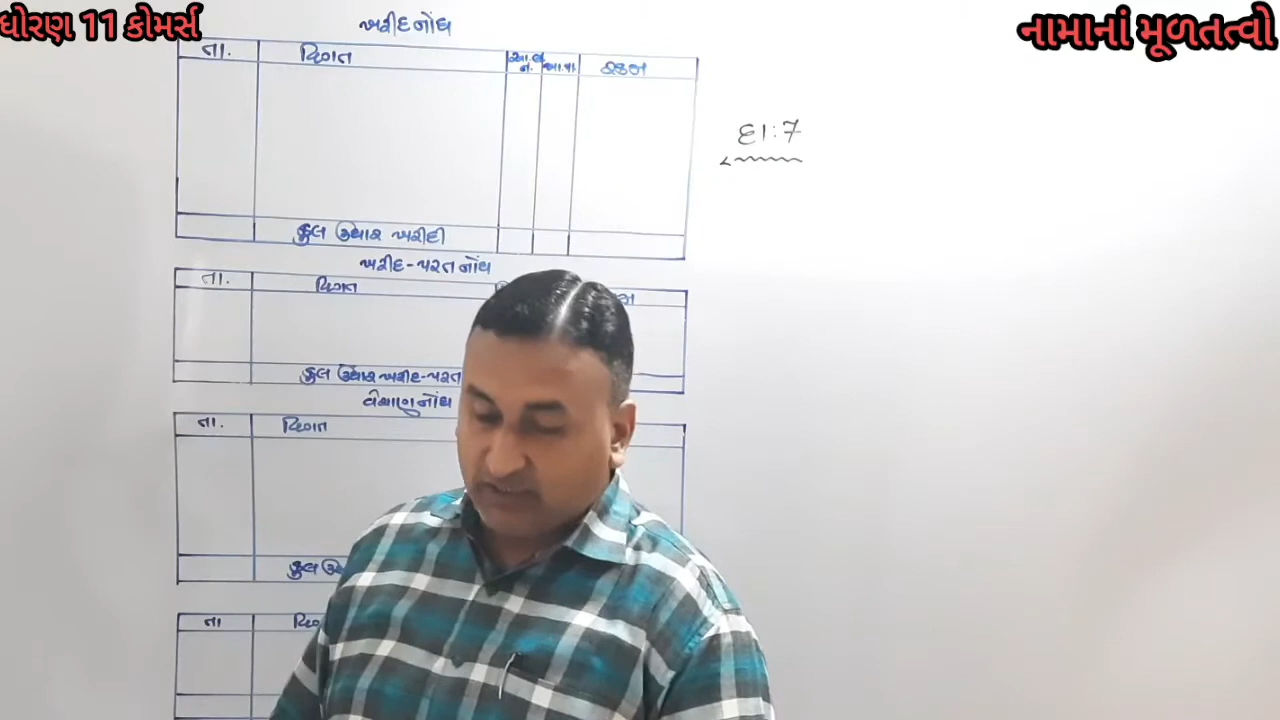 ધોરણ 11 કોમર્સ
નામાનાં મૂળતત્વો
ખરીદનોંધ
તા. વિગત આ.ભ.ન. ખા.પા. રકમ
દા:7
કુલ ઉધાર ખરીદી
ખરીદ-પરત નોંધ
તા. વિગત
કુલ ઉધાર ખરીદ-પરત
વેચાણનોંધ
તા. વિગત
કુલ
તા